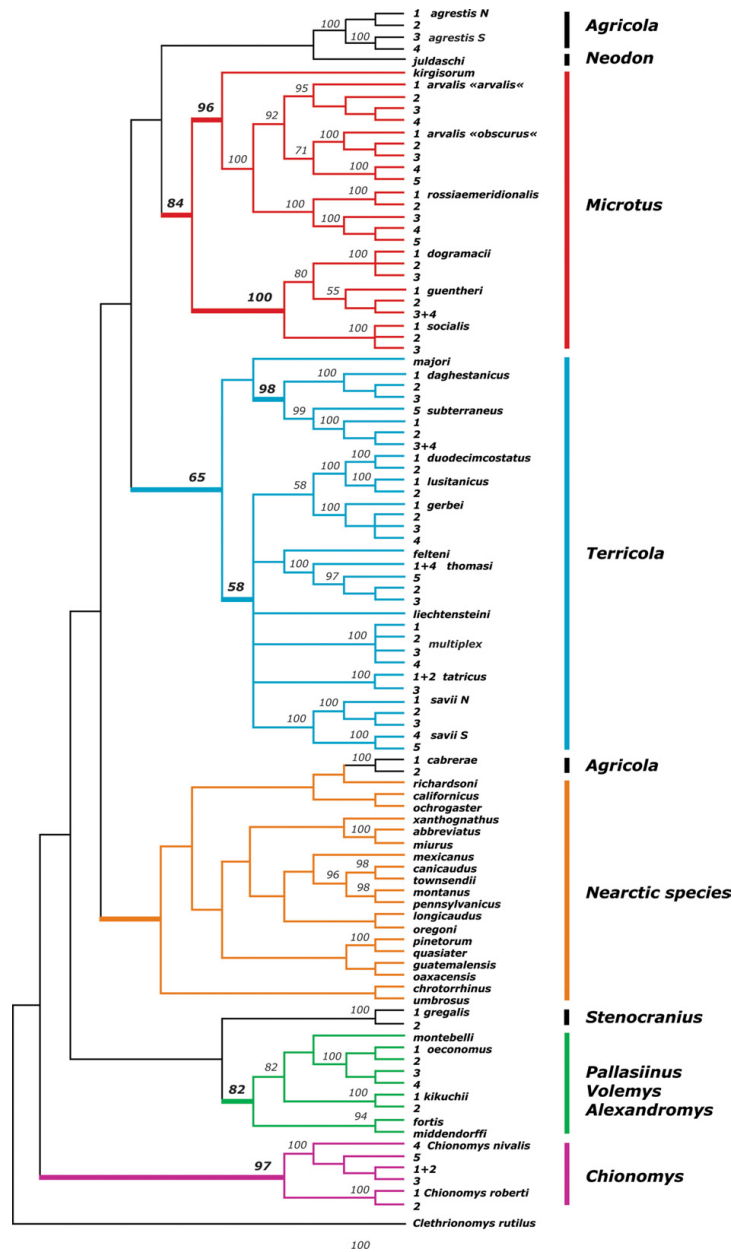 1 agrestis N
100
2
Agricola
100
3 agrestis S
4
juldaschi
Neodon
kirgisorum
1 arvalis «arvalis«
95
96
2
3
92
4
1 arvalis «obscurus«
100
2
71
3
100
4
5
1 rossiaemeridionalis
100
2
Microtus
84
100
3
100
4
5
1 dogramacii
100
2
80
3
1 guentheri
55
100
2
3+4
1 socialis
100
2
3
majori
1 daghestanicus
100
98
2
3
5 subterraneus
99
1
100
2
3+4
1 duodecimcostatus
100
100
2
65
58
1 lusitanicus
100
2
1 gerbei
100
2
3
4
felteni
Terricola
1+4 thomasi
100
5
97
58
2
3
liechtensteini
1
100
2
multiplex
3
4
1+2 tatricus
100
3
1 savii N
100
2
100
3
4 savii S
100
5
1 cabrerae
100
Agricola
2
richardsoni
californicus
ochrogaster
xanthognathus
abbreviatus
100
miurus
mexicanus
98
canicaudus
96
townsendii
98
montanus
Nearctic species
pennsylvanicus
longicaudus
oregoni
pinetorum
100
quasiater
guatemalensis
oaxacensis
chrotorrhinus
umbrosus
1 gregalis
100
Stenocranius
2
montebelli
1 oeconomus
100
2
82
3
Pallasiinus
4
Volemys
82
100
1 kikuchii
Alexandromys
2
94
fortis
middendorffi
4 Chionomys nivalis
100
5
97
1+2
3
Chionomys
100
1 Chionomys roberti
2
Clethrionomys rutilus
100